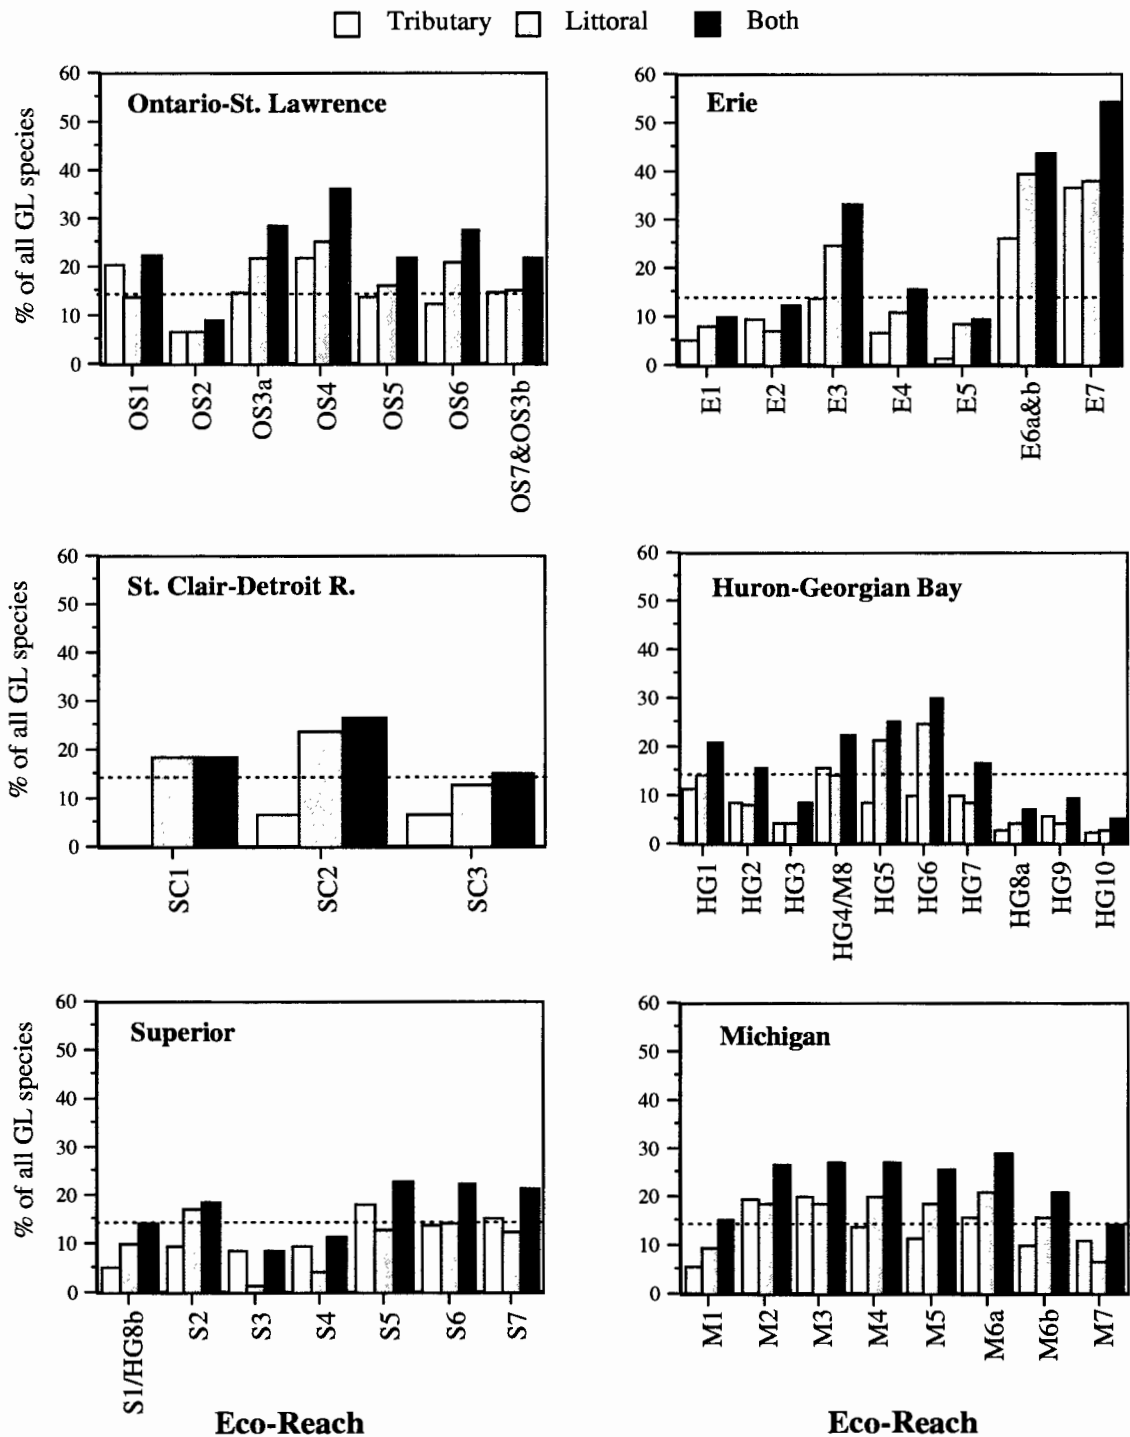 Tributary Littoral Both
Ontario-St. Lawrence
% of all GL species
60
50
40
30
20
10
0
OS1 OS2 OS3a OS4 OS5 OS6 OS7&OS3b
Erie
60
50
40
30
20
10
0
E1 E2 E3 E4 E5 E6a&b E7
St. Clair-Detroit R.
% of all GL species
60
50
40
30
20
10
0
SC1 SC2 SC3
Huron-Georgian Bay
60
50
40
30
20
10
0
HG1 HG2 HG3 HG4/M8 HG5 HG6 HG7 HG8a HG9 HG10
Superior
% of all GL species
60
50
40
30
20
10
0
S1/HG8b S2 S3 S4 S5 S6 S7
Eco-Reach
Michigan
60
50
40
30
20
10
0
M1 M2 M3 M4 M5 M6a M6b M7
Eco-Reach